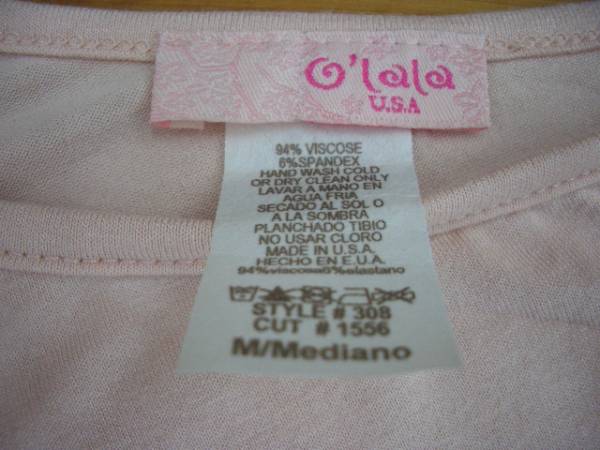 O'lala
U.S.A
94% VISCOSE
6%SPANDEX
HAND WASH COLD
OR DRY CLEAN ONLY
LAVAR A MANO EN
AGUA FRIA
SECADO AL SOL O
A LA SOMBRA
PLANCHADO TIBIO
NO USAR CLORO
MADE IN U.S.A.
HECHO EN E.U.A.
94%viscosa6%elastano
STYLE # 308
CUT # 1556
M/Mediano